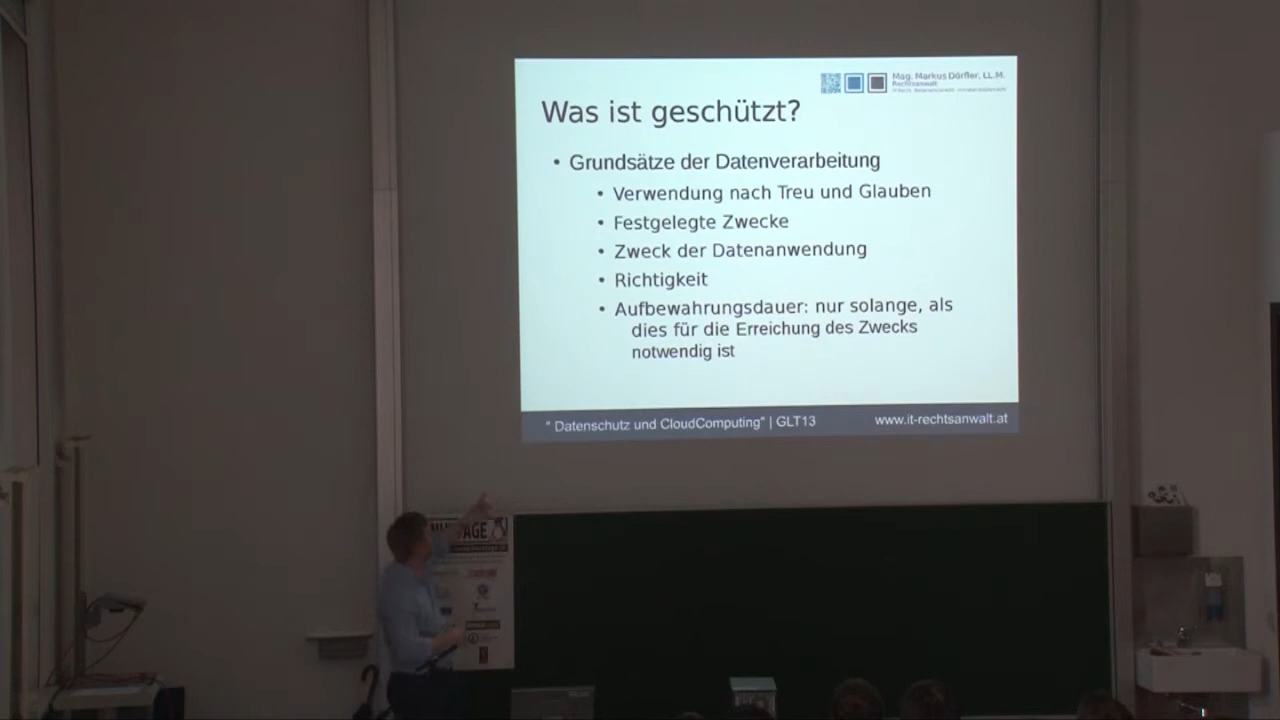 Mag. Markus Dörfler, LL.M.
Rechtsanwalt
Was ist geschützt?
• Grundsätze der Datenverarbeitung
• Verwendung nach Treu und Glauben
• Festgelegte Zwecke
• Zweck der Datenanwendung
• Richtigkeit
• Aufbewahrungsdauer: nur solange, als
dies für die Erreichung des Zwecks
notwendig ist
" Datenschutz und CloudComputing" | GLT13
www.it-rechtsanwalt.at